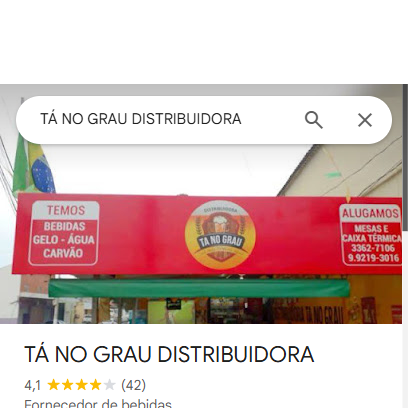 TÁ NO GRAU DISTRIBUIDORA
TEMOS
BEBIDAS
GELO - ÁGUA
CARVÃO
DISTRIBUIDORA
TA NO GRAU
ALUGAMOS
MESAS E
CAIXA TÉRMICA
3362-7106
9.9219-3016
TÁ NO GRAU DISTRIBUIDORA
4,1 (42)
Fornecedor de bebidas